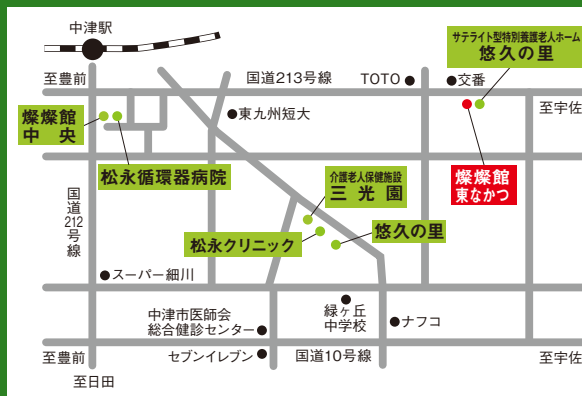 中津駅
サテライト型特別養護老人ホーム
悠久の里
至豊前
国道213号線
TOTO
交番
至宇佐
東九州短大
燦燦館
中央
松永循環器病院
燦燦館
東なかつ
国道212号線
介護老人保健施設
三光園
松永クリニック
悠久の里
スーパー細川
中津市医師会
総合健診センター
緑ヶ丘
中学校
ナフコ
セブンイレブン
国道10号線
至豊前
至宇佐
至日田